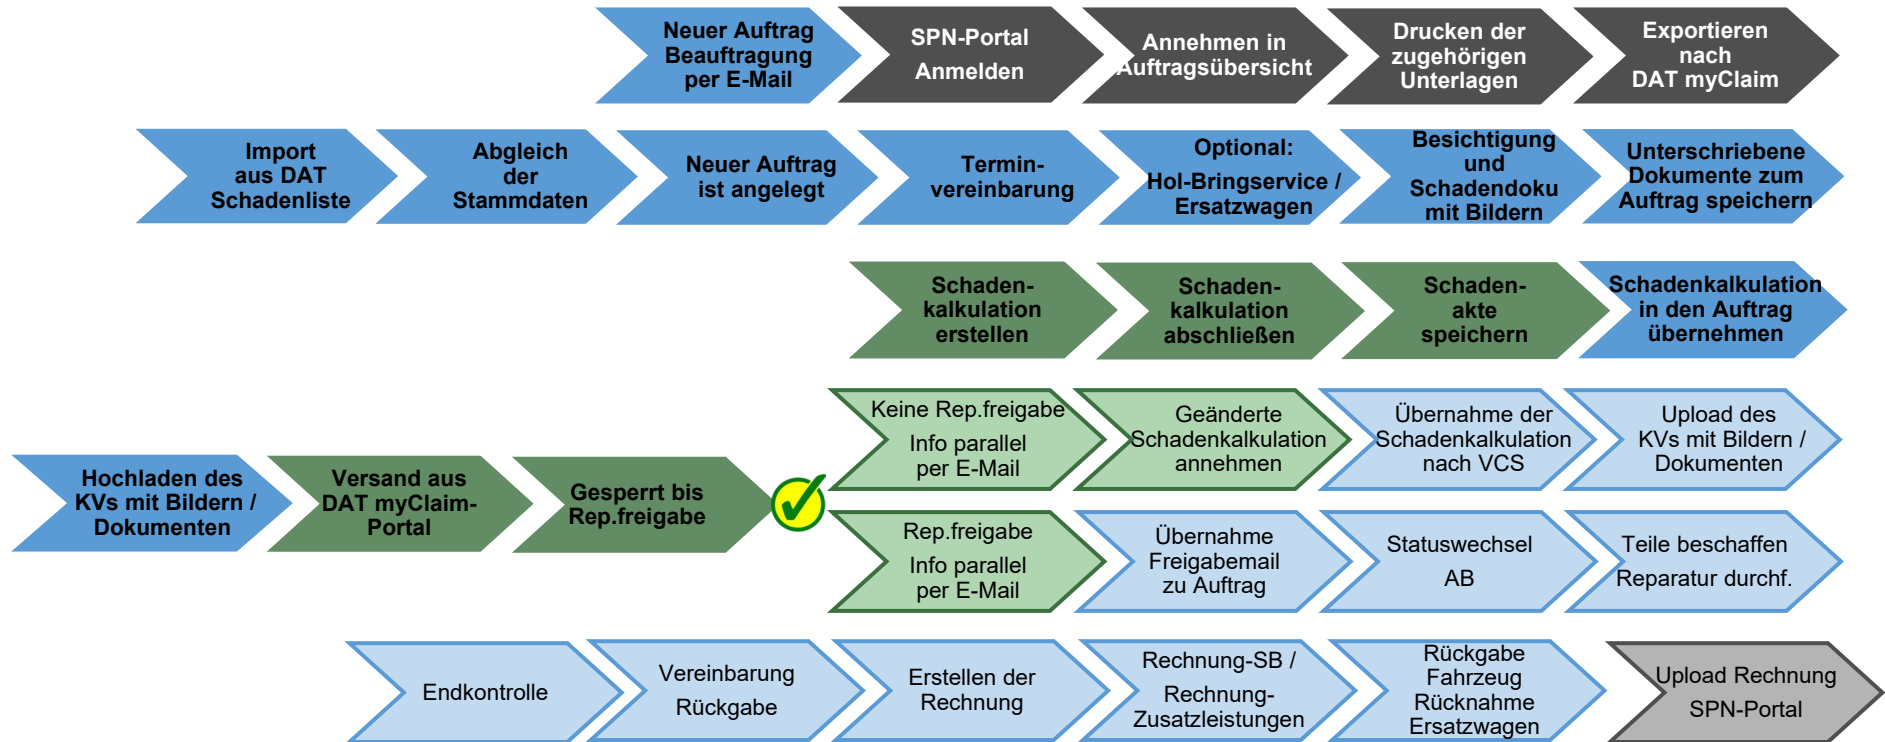 Neuer Auftrag
Beauftragung
per E-Mail
SPN-Portal
Anmelden
Annehmen in
Auftragsübersicht
Drucken der
zugehörigen
Unterlagen
Exportieren
nach
DAT myClaim
Import
aus DAT
Schadenliste
Abgleich
der
Stammdaten
Neuer Auftrag
ist angelegt
Termin-
vereinbarung
Optional:
Hol-Bringservice /
Ersatzwagen
Besichtigung
und
Schadendoku
mit Bildern
Unterschriebene
Dokumente zum
Auftrag speichern
Schaden-
kalkulation
erstellen
Schaden-
kalkulation
abschließen
Schaden-
akte
speichern
Schadenkalkulation
in den Auftrag
übernehmen
Hochladen des
KVs mit Bildern /
Dokumenten
Versand aus
DAT myClaim-
Portal
Gesperrt bis
Rep.freigabe
Keine Rep.freigabe
Info parallel
per E-Mail
Geänderte
Schadenkalkulation
annehmen
Übernahme der
Schadenkalkulation
nach VCS
Upload des
KVs mit Bildern /
Dokumenten
Rep.freigabe
Info parallel
per E-Mail
Übernahme
Freigabemail
zu Auftrag
Statuswechsel
AB
Teile beschaffen
Reparatur durchf.
Endkontrolle
Vereinbarung
Rückgabe
Erstellen der
Rechnung
Rechnung-SB /
Rechnung-
Zusatzleistungen
Rückgabe
Fahrzeug
Rücknahme
Ersatzwagen
Upload Rechnung
SPN-Portal